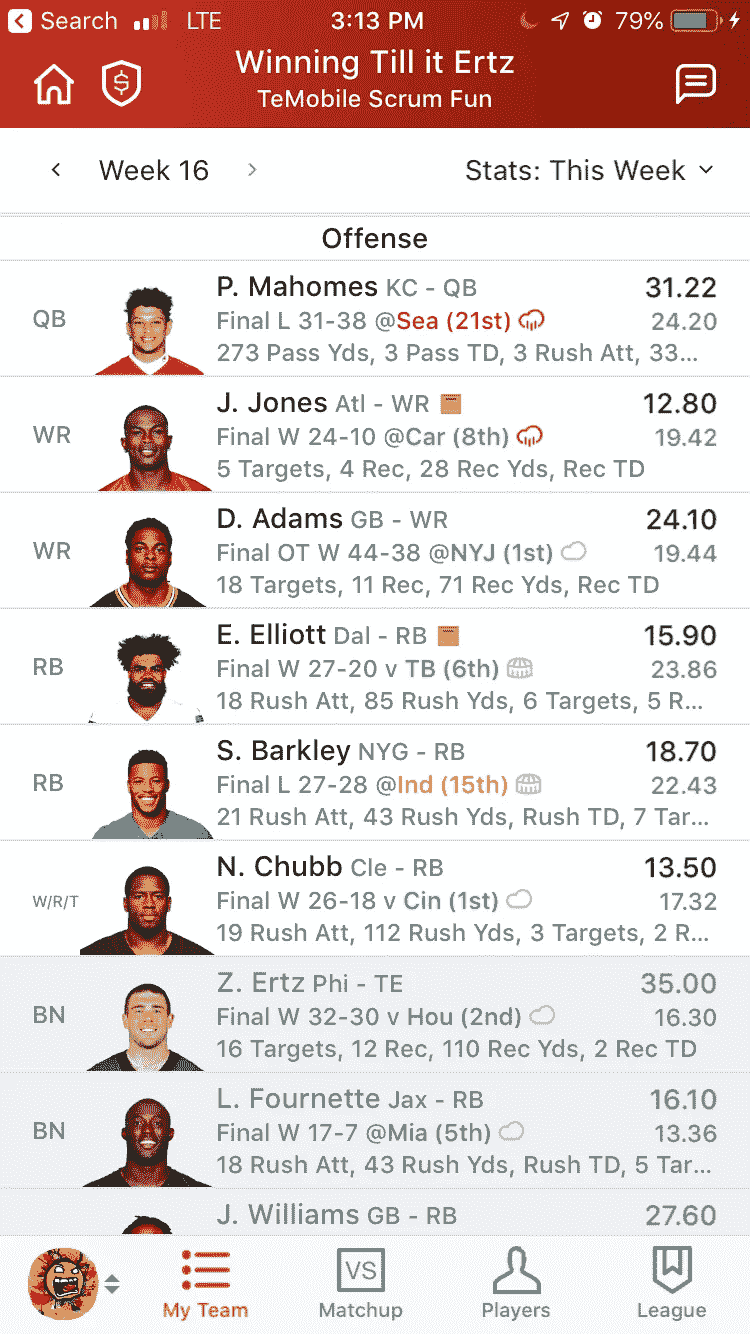 Search LTE 3:13 PM 79%
Winning Till it Ertz
TeMobile Scrum Fun
Week 16 Stats: This Week
Offense
P. Mahomes KC - QB 31.22
QB Final L 31-38 @Sea (21st) 24.20
273 Pass Yds, 3 Pass TD, 3 Rush Att, 33...
J. Jones Atl - WR 12.80
WR Final W 24-10 @Car (8th) 19.42
5 Targets, 4 Rec, 28 Rec Yds, Rec TD
D. Adams GB - WR 24.10
WR Final OT W 44-38 @NYJ (1st) 19.44
18 Targets, 11 Rec, 71 Rec Yds, Rec TD
E. Elliott Dal - RB 15.90
RB Final W 27-20 v TB (6th) 23.86
18 Rush Att, 85 Rush Yds, 6 Targets, 5 R...
S. Barkley NYG - RB 18.70
RB Final L 27-28 @Ind (15th) 22.43
21 Rush Att, 43 Rush Yds, Rush TD, 7 Tar...
N. Chubb Cle - RB 13.50
W/R/T Final W 26-18 v Cin (1st) 17.32
19 Rush Att, 112 Rush Yds, 3 Targets, 2 R...
Z. Ertz Phi - TE 35.00
BN Final W 32-30 v Hou (2nd) 16.30
16 Targets, 12 Rec, 110 Rec Yds, 2 Rec TD
L. Fournette Jax - RB 16.10
BN Final W 17-7 @Mia (5th) 13.36
18 Rush Att, 43 Rush Yds, Rush TD, 5 Tar...
J. Williams GB - RB 27.60
VS
My Team Matchup Players League